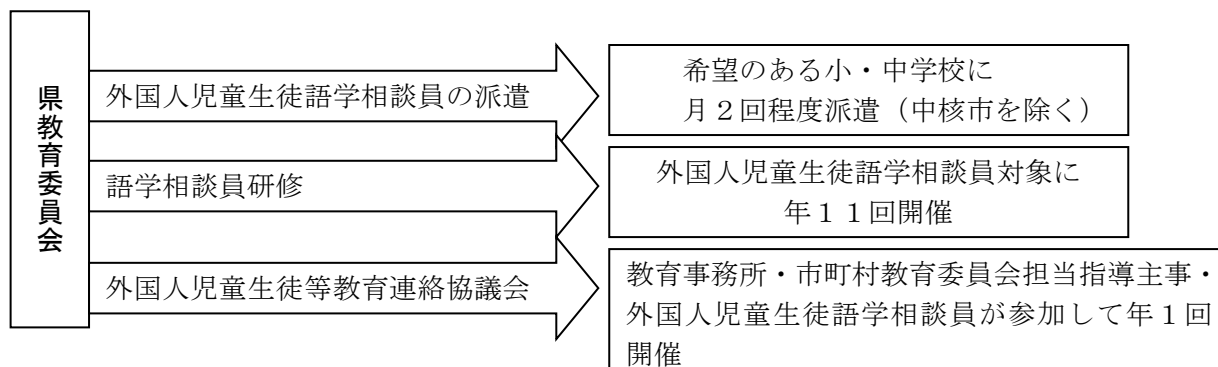 県教育委員会
外国人児童生徒語学相談員の派遣
希望のある小・中学校に
月２回程度派遣（中核市を除く）
語学相談員研修
外国人児童生徒語学相談員対象に
年１１回開催
外国人児童生徒等教育連絡協議会
教育事務所・市町村教育委員会担当指導主事・
外国人児童生徒語学相談員が参加して年１回
開催